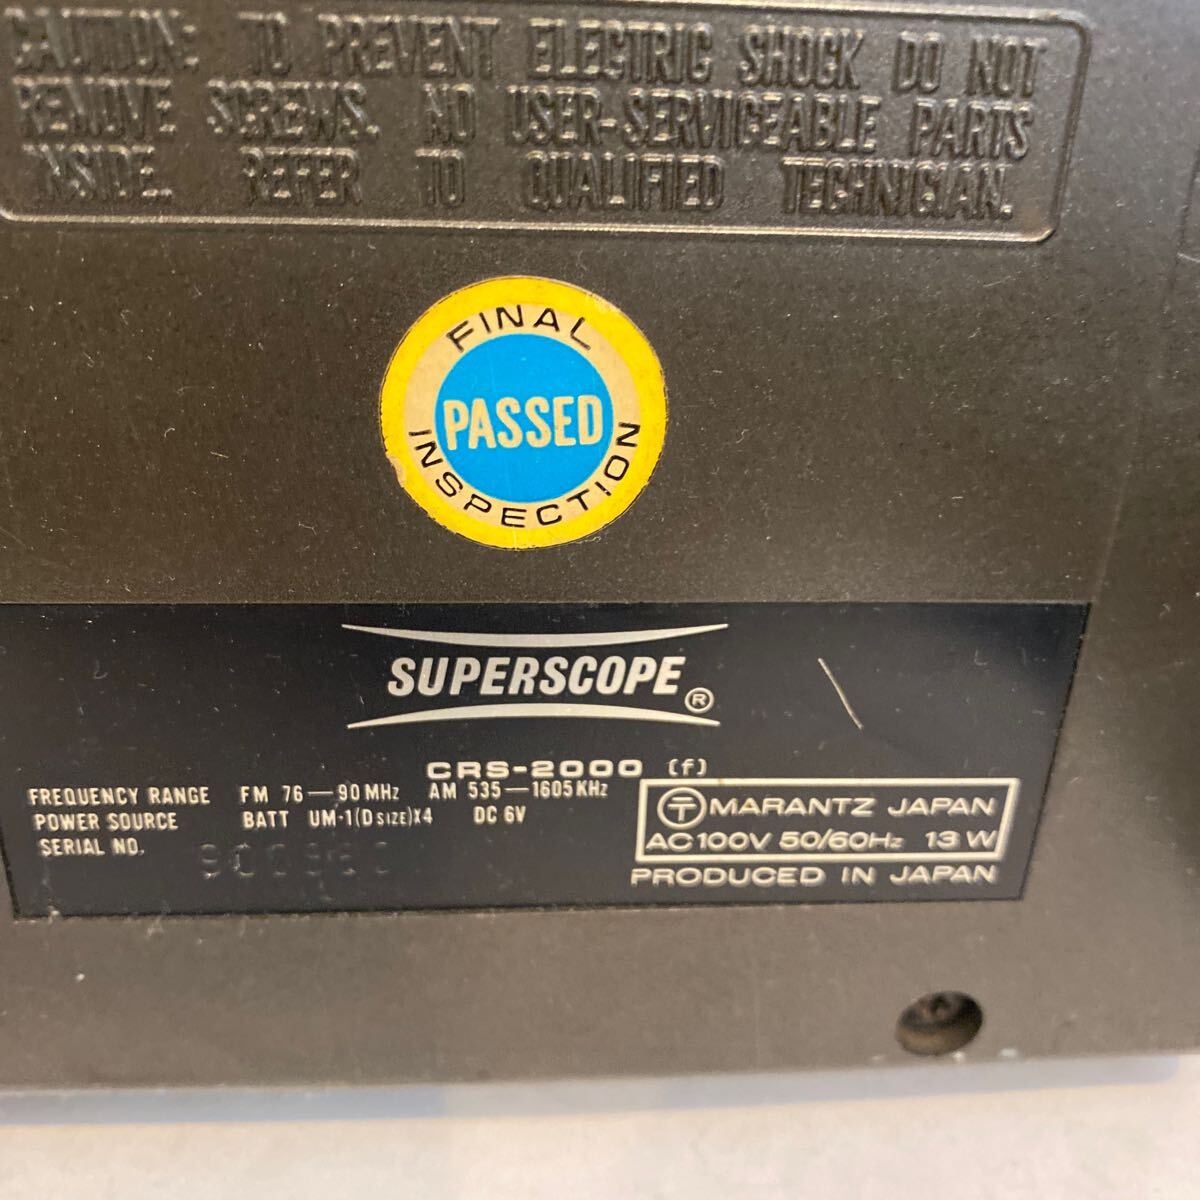 CAUTION: TO PREVENT ELECTRIC SHOCK DO NOT
REMOVE SCREWS. NO USER-SERVICEABLE PARTS
INSIDE. REFER TO QUALIFIED TECHNICIAN.
FINAL
PASSED
INSPECTION
SUPERSCOPE ®
CRS-2000 (f)
FREQUENCY RANGE FM 76—90MHz AM 535—1605KHz
POWER SOURCE BATT UM-1(D SIZE)X4 DC 6V
SERIAL NO.
MARANTZ JAPAN
AC100V 50/60Hz 13W
PRODUCED IN JAPAN